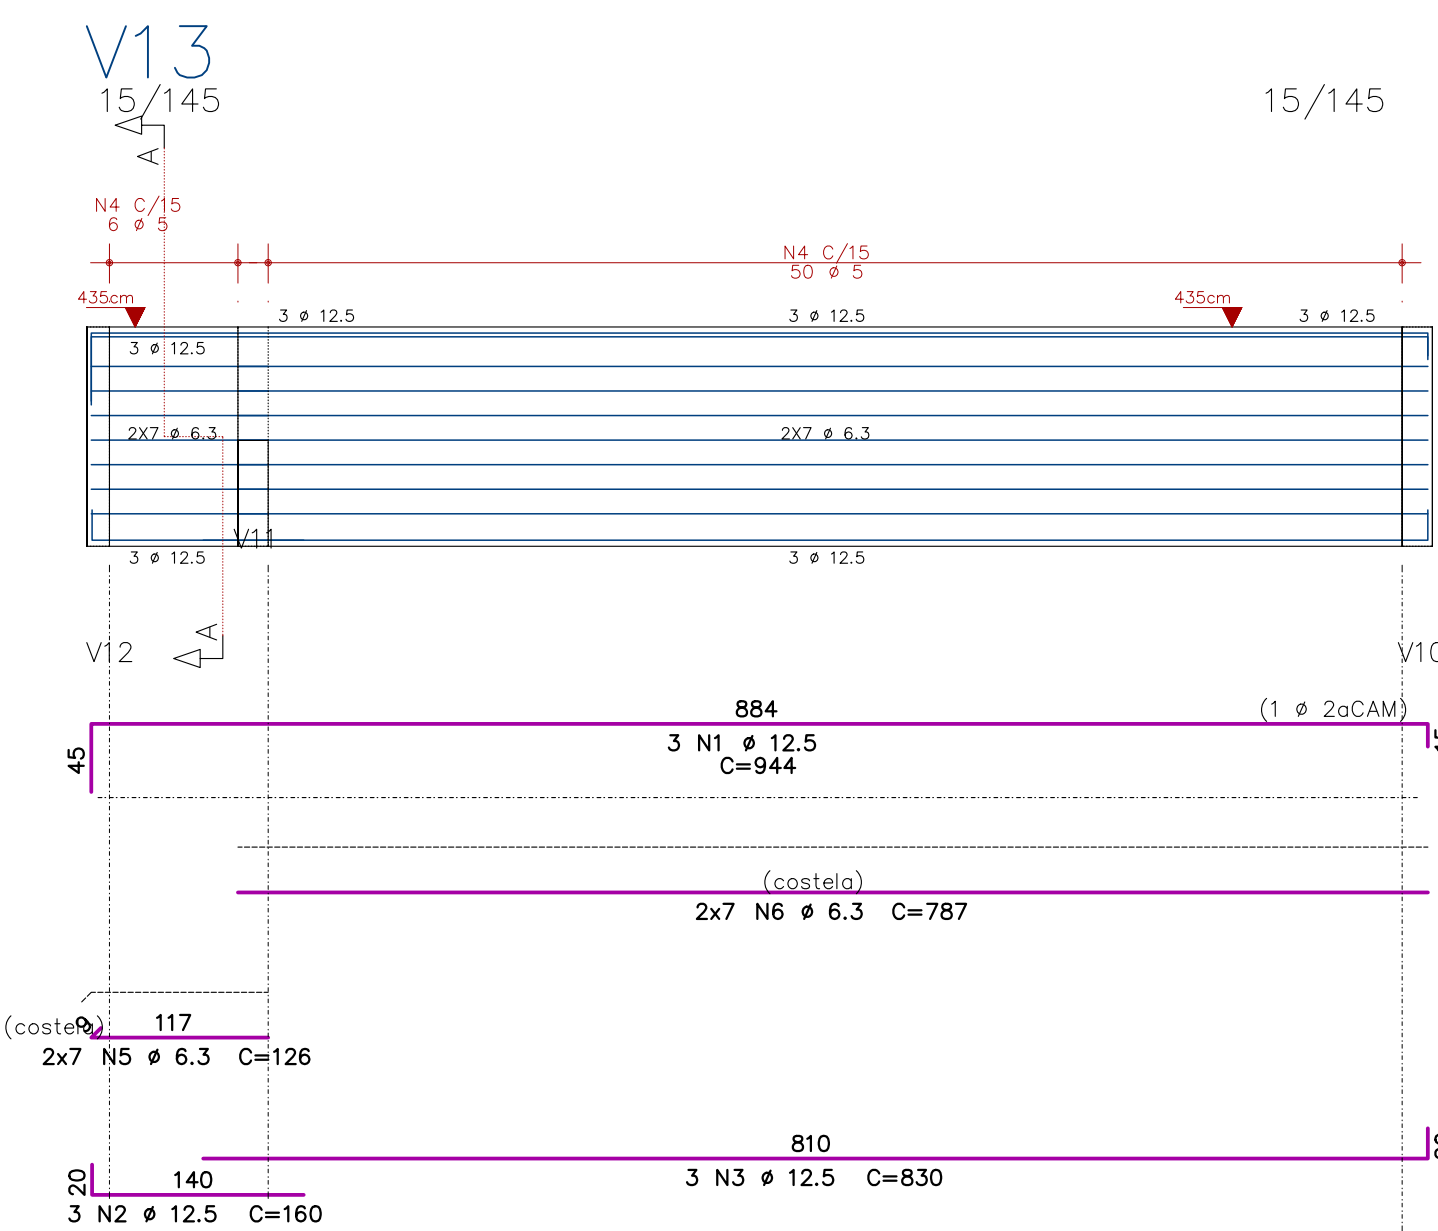 V13
15/145
15/145
A
N4 C/15
6 ø 5
N4 C/15
50 ø 5
435cm
435cm
3 ø 12.5
3 ø 12.5
3 ø 12.5
3 ø 12.5
2X7 ø 6.3
2X7 ø 6.3
V11
3 ø 12.5
3 ø 12.5
A
V12
V10
884
(1 ø 2aCAM)
45
3 N1 ø 12.5
C=944
(costela)
2x7 N6 ø 6.3 C=787
(costela)
9
117
2x7 N5 ø 6.3 C=126
810
3 N3 ø 12.5 C=830
20
140
3 N2 ø 12.5 C=160